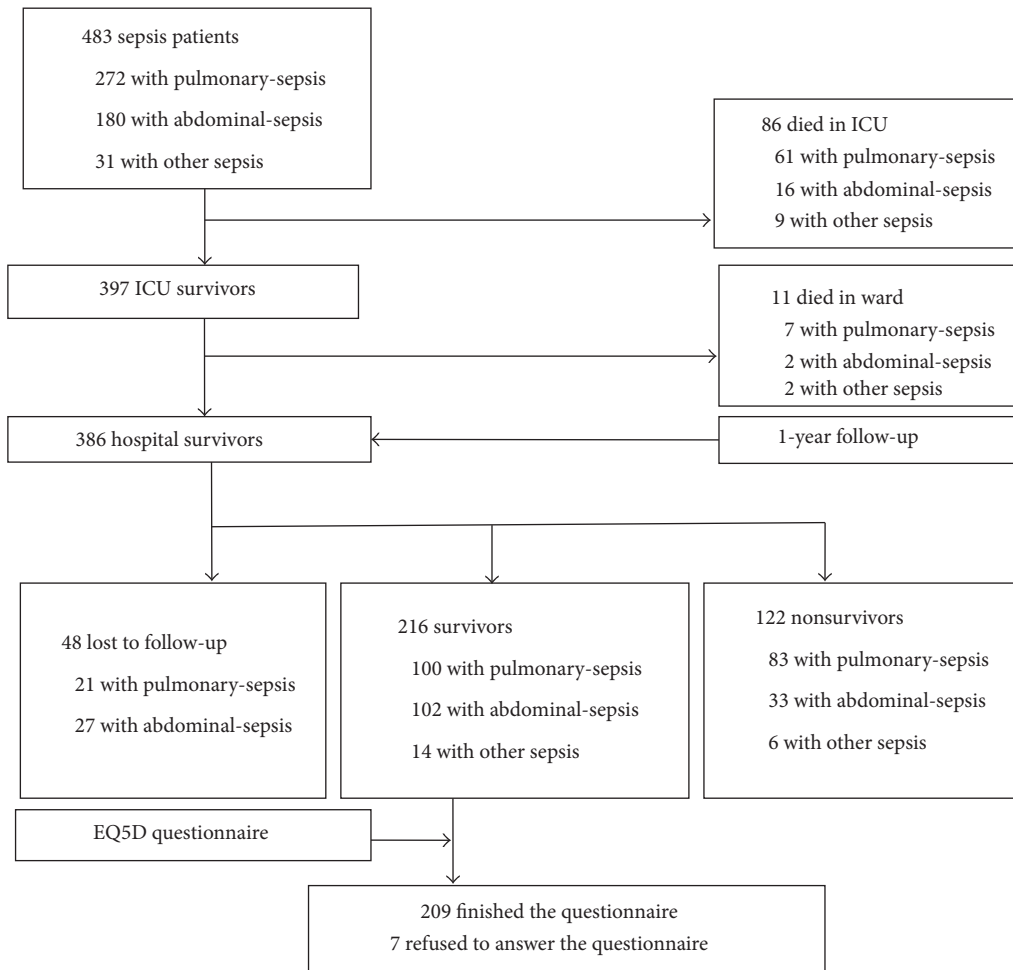 483 sepsis patients
272 with pulmonary-sepsis
180 with abdominal-sepsis
31 with other sepsis
86 died in ICU
61 with pulmonary-sepsis
16 with abdominal-sepsis
9 with other sepsis
397 ICU survivors
11 died in ward
7 with pulmonary-sepsis
2 with abdominal-sepsis
2 with other sepsis
386 hospital survivors
1-year follow-up
48 lost to follow-up
21 with pulmonary-sepsis
27 with abdominal-sepsis
216 survivors
100 with pulmonary-sepsis
102 with abdominal-sepsis
14 with other sepsis
122 nonsurvivors
83 with pulmonary-sepsis
33 with abdominal-sepsis
6 with other sepsis
EQ5D questionnaire
209 finished the questionnaire
7 refused to answer the questionnaire